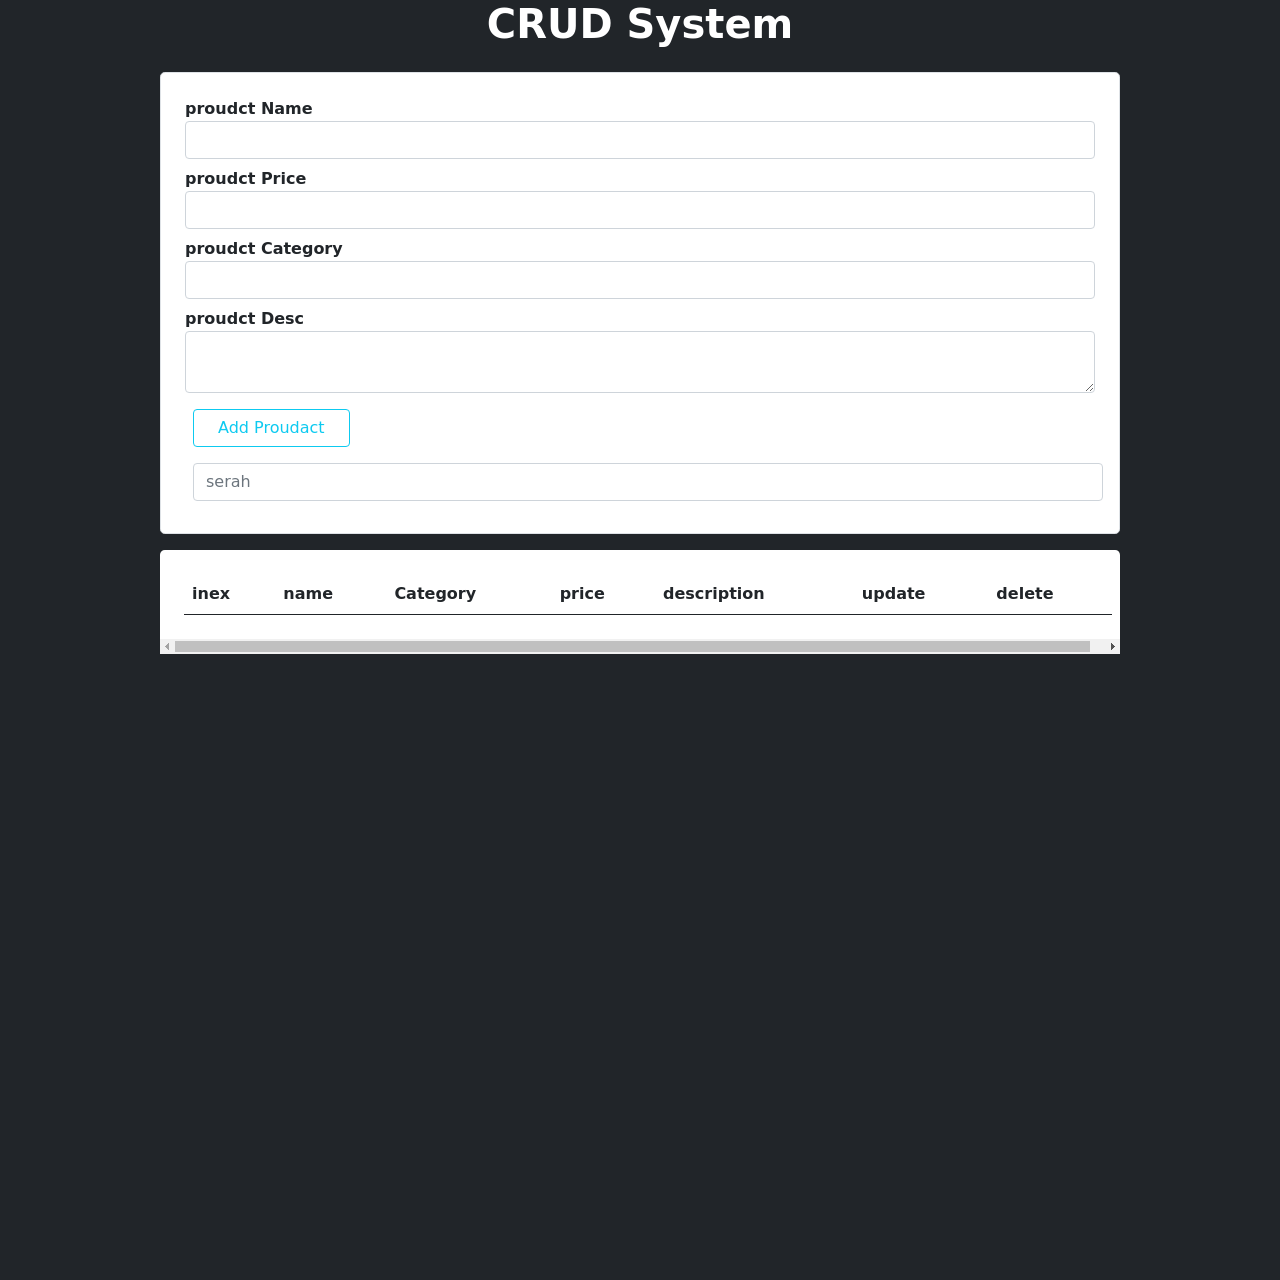 CRUD System
proudct Name
proudct Price
proudct Category
proudct Desc
Add Proudact
serah
inex name Category price description update delete